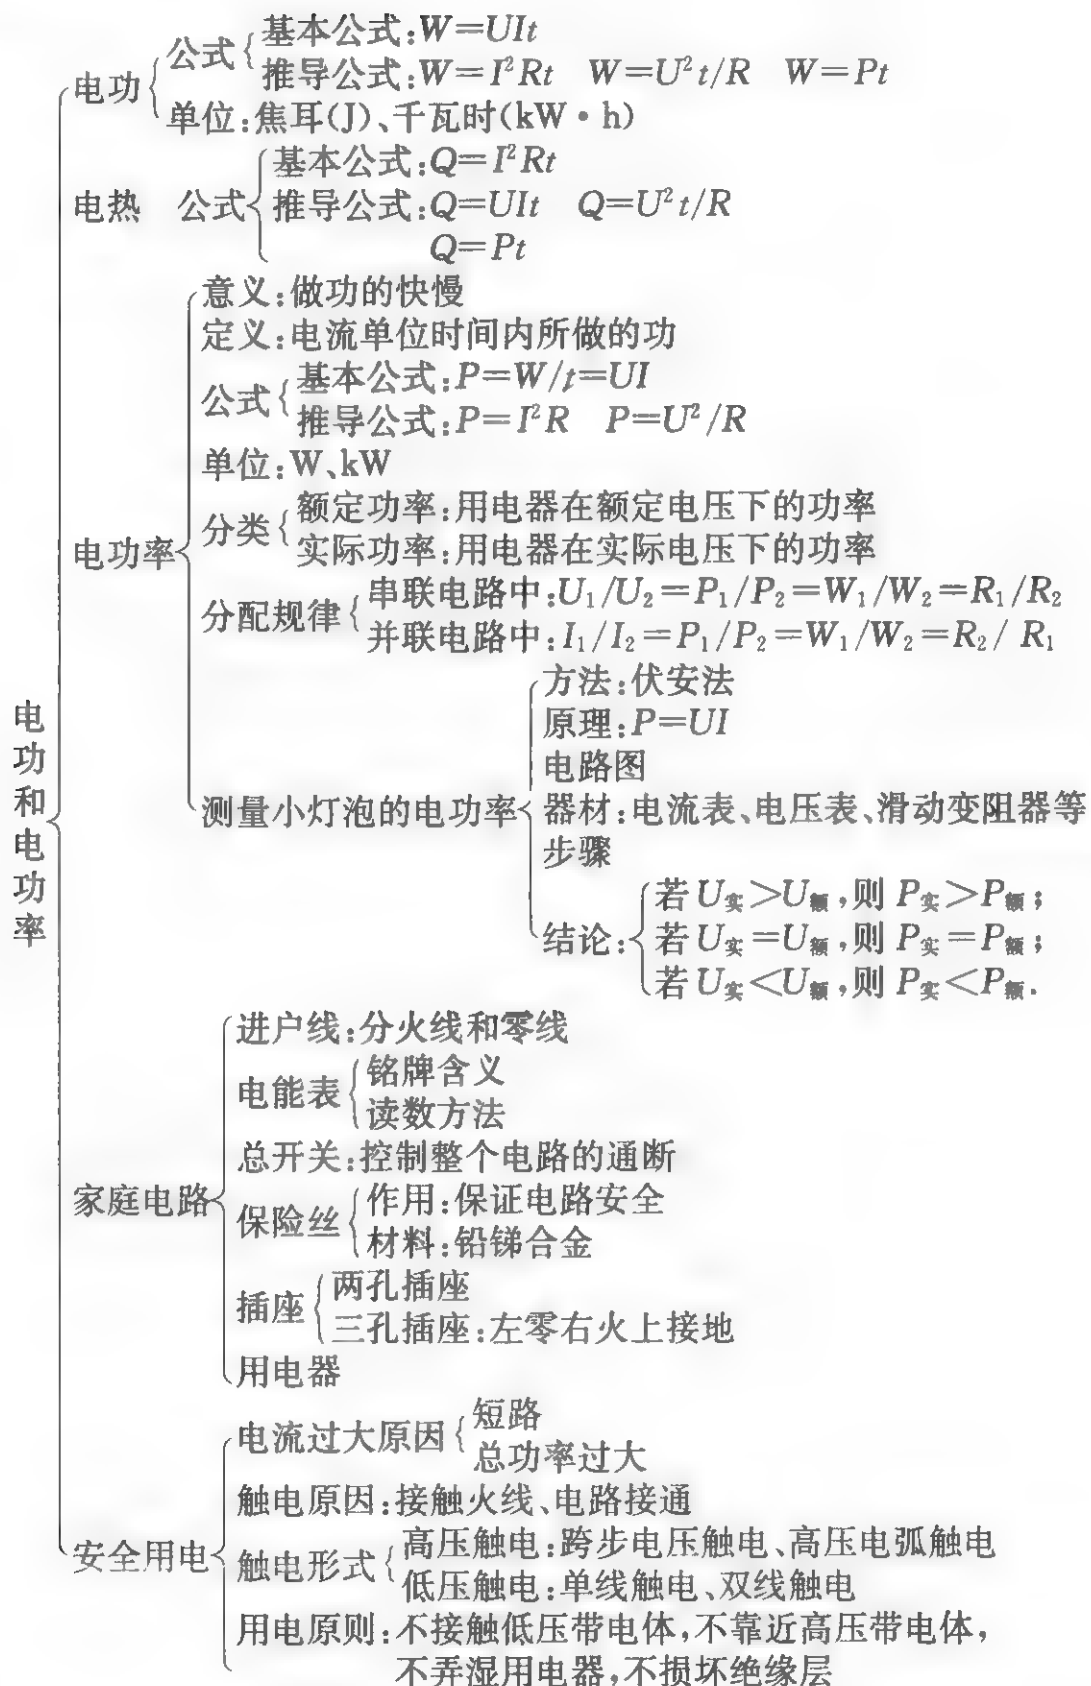 电功和电功率
电功
公式
基本公式:W=UIt
推导公式:W=I²Rt W=U²t/R W=Pt
单位:焦耳(J)、千瓦时(kW·h)
电热 公式
基本公式:Q=I²Rt
推导公式:Q=UIt Q=U²t/R
Q=Pt
电功率
意义:做功的快慢
定义:电流单位时间内所做的功
公式
基本公式:P=W/t=UI
推导公式:P=I²R P=U²/R
单位:W、kW
分类
额定功率:用电器在额定电压下的功率
实际功率:用电器在实际电压下的功率
分配规律
串联电路中:U₁/U₂=P₁/P₂=W₁/W₂=R₁/R₂
并联电路中:I₁/I₂=P₁/P₂=W₁/W₂=R₂/R₁
测量小灯泡的电功率
方法:伏安法
原理:P=UI
电路图
器材:电流表、电压表、滑动变阻器等
步骤
结论:
若U实>U额,则P实>P额;
若U实=U额,则P实=P额;
若U实<U额,则P实<P额.
家庭电路
进户线:分火线和零线
电能表
铭牌含义
读数方法
总开关:控制整个电路的通断
保险丝
作用:保证电路安全
材料:铅锑合金
插座
两孔插座
三孔插座:左零右火上接地
用电器
安全用电
电流过大原因
短路
总功率过大
触电原因:接触火线、电路接通
触电形式
高压触电:跨步电压触电、高压电弧触电
低压触电:单线触电、双线触电
用电原则:不接触低压带电体,不靠近高压带电体,
不弄湿用电器,不损坏绝缘层